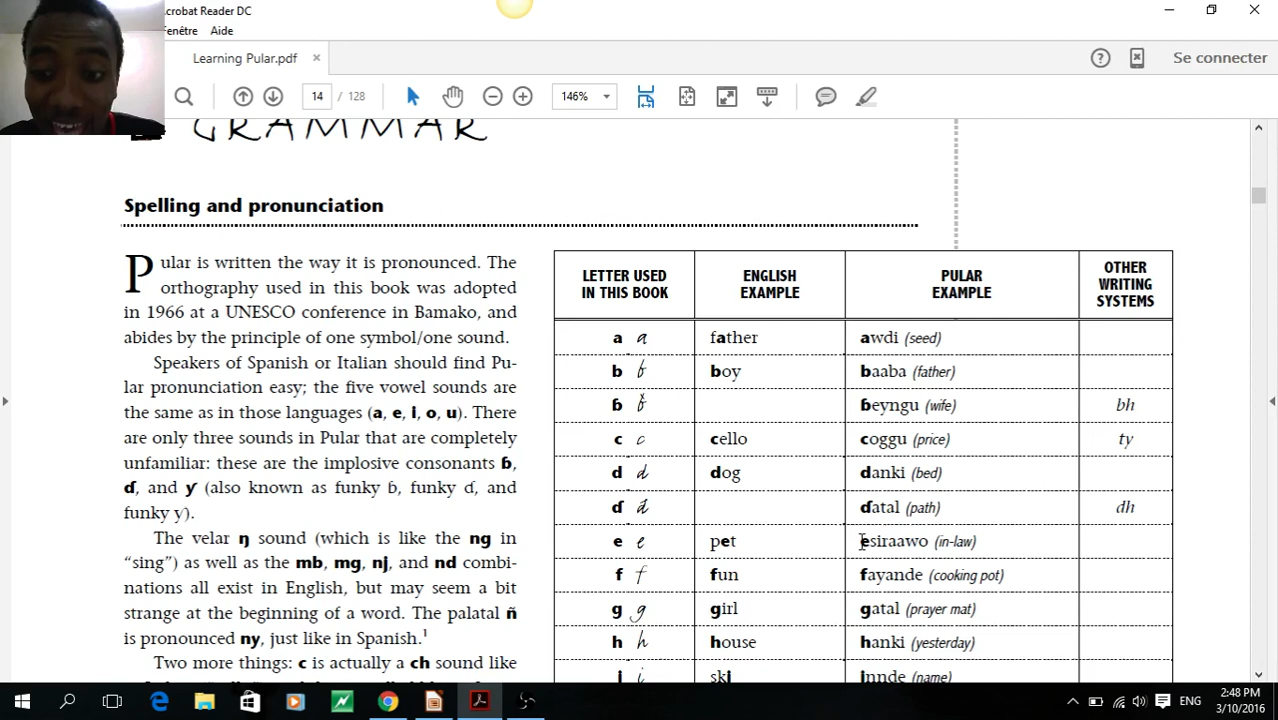 crobat Reader DC
enêtre Aide
Learning Pular.pdf ×
14 / 128 146% Se connecter
GRAMMAR
Spelling and pronunciation
Pular is written the way it is pronounced. The
orthography used in this book was adopted
in 1966 at a UNESCO conference in Bamako, and
abides by the principle of one symbol/one sound.
Speakers of Spanish or Italian should find Pu-
lar pronunciation easy; the five vowel sounds are
the same as in those languages (a, e, i, o, u). There
are only three sounds in Pular that are completely
unfamiliar: these are the implosive consonants ɓ,
ɗ, and ƴ (also known as funky ɓ, funky ɗ, and
funky y).
The velar ŋ sound (which is like the ng in
“sing”) as well as the mb, mg, nj, and nd combi-
nations all exist in English, but may seem a bit
strange at the beginning of a word. The palatal ñ
is pronounced ny, just like in Spanish.1
Two more things: c is actually a ch sound like
LETTER USED IN THIS BOOK ENGLISH EXAMPLE PULAR EXAMPLE OTHER WRITING SYSTEMS
a a father awdi (seed)
b b boy baaba (father)
ɓ ɓ ɓeyngu (wife) bh
c c cello coggu (price) ty
d d dog danki (bed)
ɗ ɗ ɗatal (path) dh
e e pet esiraawo (in-law)
f f fun fayande (cooking pot)
g g girl gatal (prayer mat)
h h house hanki (yesterday)
i i ski innde (name)
ENG 2:48 PM
3/10/2016